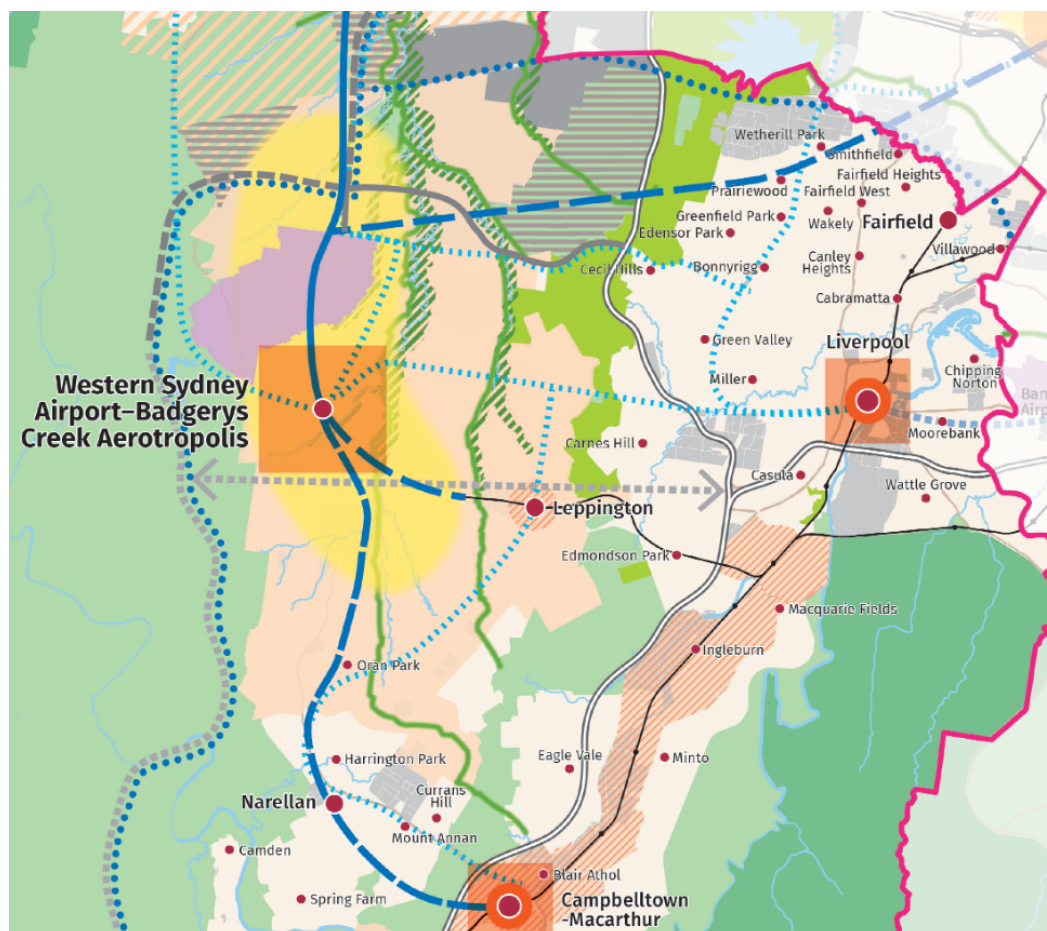 Wetherill Park
Smithfield
Fairfield Heights
Prairiewood
Fairfield West
Greenfield Park
Wakely
Fairfield
Edensor Park
Villawood
Canley
Heights
Cecil Hills
Bonnyrigg
Cabramatta
Green Valley
Liverpool
Chipping
Norton
Miller
Western Sydney
Airport–Badgerys
Creek Aerotropolis
Carnes Hill
Moorebank
Casula
Wattle Grove
Leppington
Edmondson Park
Macquarie Fields
Ingleburn
Oran Park
Eagle Vale
Minto
Harrington Park
Currans
Hill
Narellan
Mount Annan
Camden
Blair Athol
Spring Farm
Campbelltown
-Macarthur